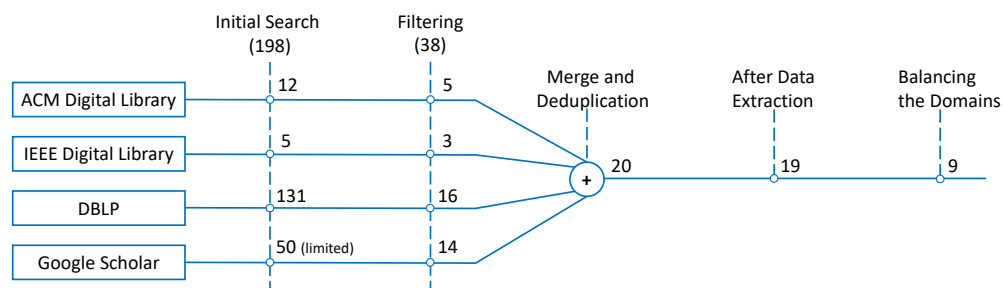 Initial Search
(198)
Filtering
(38)
Merge and
Deduplication
After Data
Extraction
Balancing
the Domains
ACM Digital Library
12
5
IEEE Digital Library
5
3
+
20
19
9
DBLP
131
16
Google Scholar
50 (limited)
14